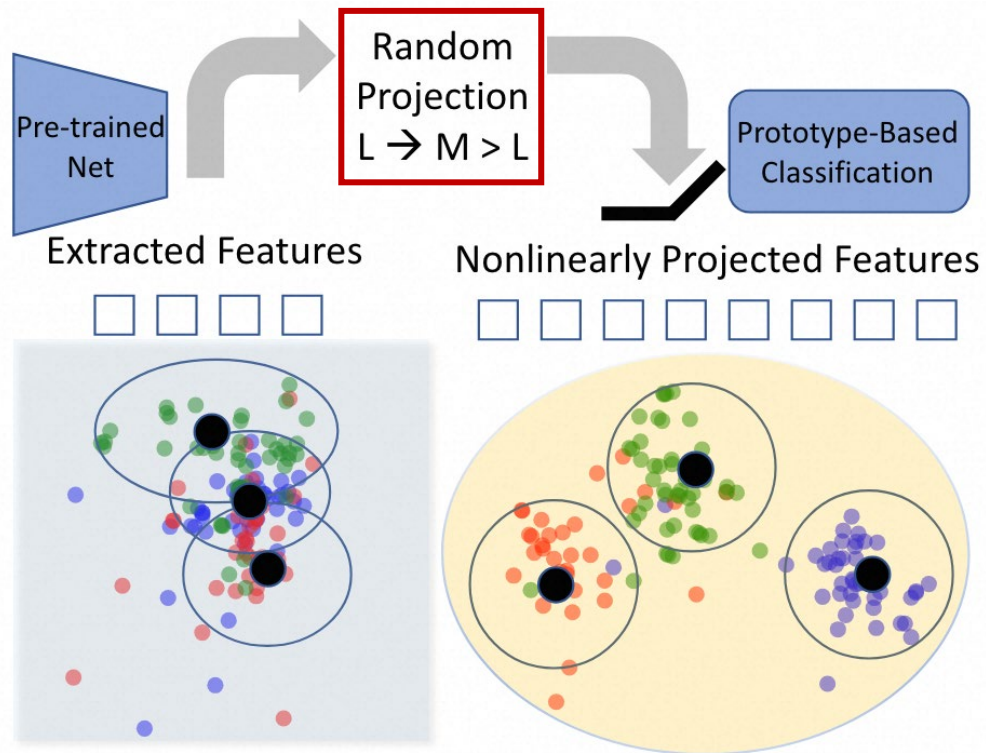 Pre-trained
Net
Random
Projection
L → M > L
Prototype-Based
Classification
Extracted Features
Nonlinearly Projected Features